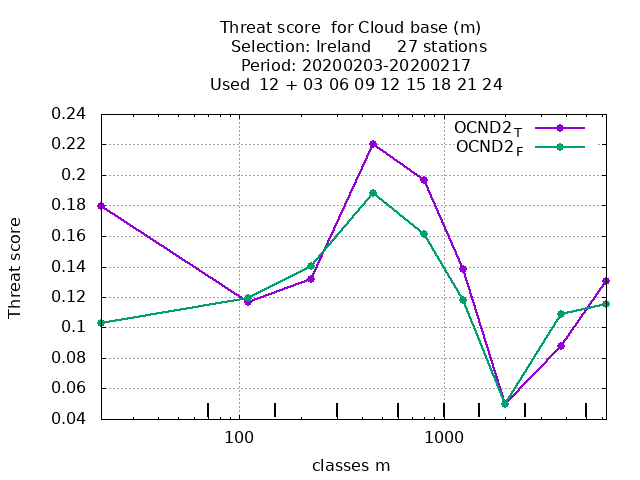 Threat score  for Cloud base (m)
Selection: Ireland     27 stations
Period: 20200203-20200217
Used  12 + 03 06 09 12 15 18 21 24
OCND2T
OCND2F
0.24
0.22
0.2
0.18
0.16
0.14
0.12
0.1
0.08
0.06
0.04
Threat score
100 1000
classes m